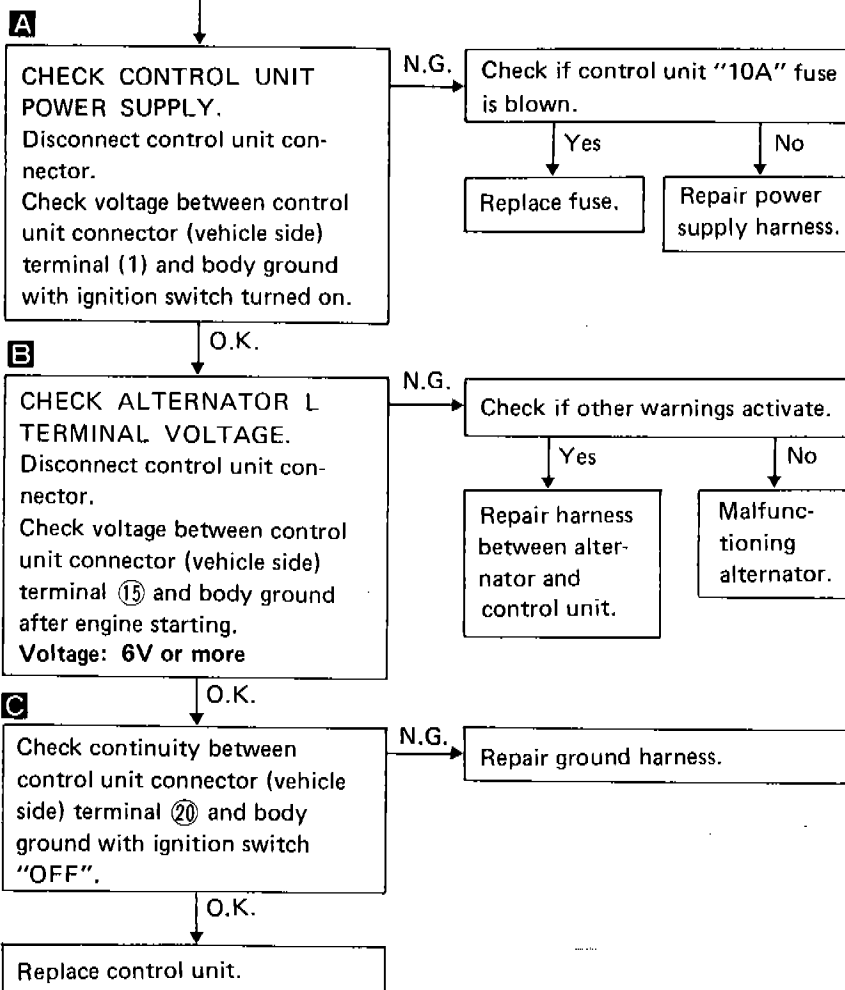 A
CHECK CONTROL UNIT
POWER SUPPLY.
Disconnect control unit con-
nector.
Check voltage between control
unit connector (vehicle side)
terminal (1) and body ground
with ignition switch turned on.
N.G.
Check if control unit "10A" fuse
is blown.
Yes
No
Replace fuse.
Repair power
supply harness.
O.K.
B
CHECK ALTERNATOR L
TERMINAL VOLTAGE.
Disconnect control unit con-
nector.
Check voltage between control
unit connector (vehicle side)
terminal ⑮ and body ground
after engine starting.
Voltage: 6V or more
N.G.
Check if other warnings activate.
Yes
No
Repair harness
between alter-
nator and
control unit.
Malfunc-
tioning
alternator.
O.K.
C
Check continuity between
control unit connector (vehicle
side) terminal ⑳ and body
ground with ignition switch
"OFF".
N.G.
Repair ground harness.
O.K.
Replace control unit.